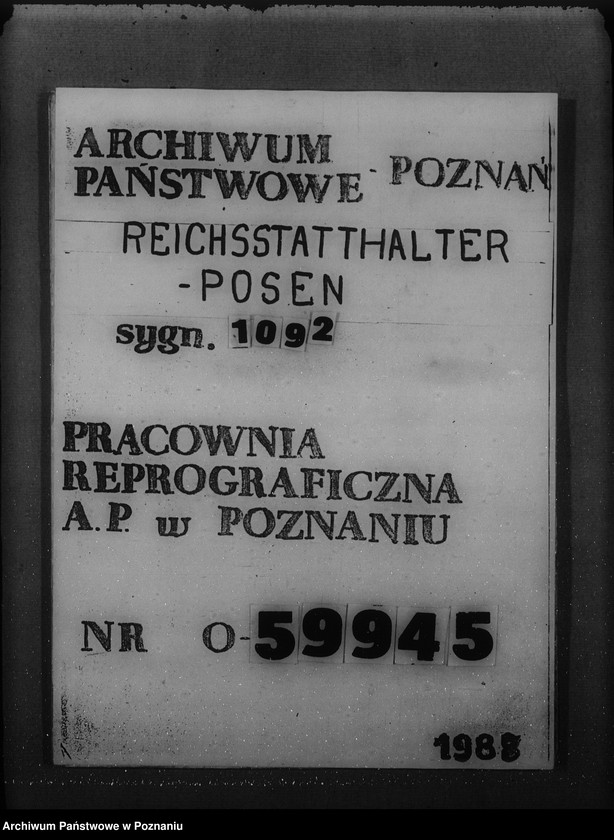 ARCHIWUM
PAŃSTWOWE - POZNAŃ
REICHSSTATTHALTER
-POSEN
sygn. 1092
PRACOWNIA
REPROGRAFICZNA
A.P. w POZNANIU
NR O-59945
1988
Archiwum Państwowe w Poznaniu